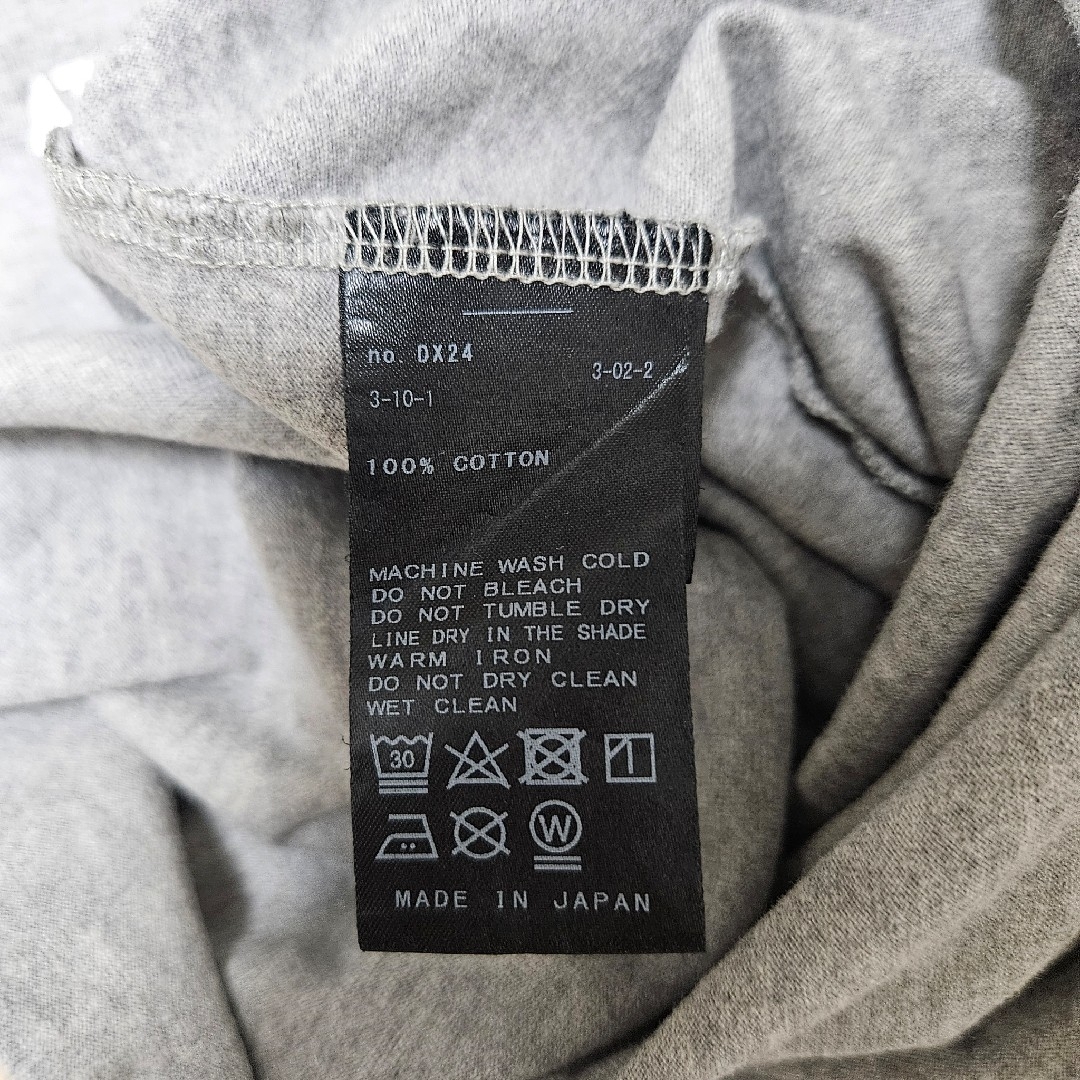 no. DX24
3-02-2
3-10-1
100% COTTON
MACHINE WASH COLD
DO NOT BLEACH
DO NOT TUMBLE DRY
LINE DRY IN THE SHADE
WARM IRON
DO NOT DRY CLEAN
WET CLEAN
30
W
MADE IN JAPAN